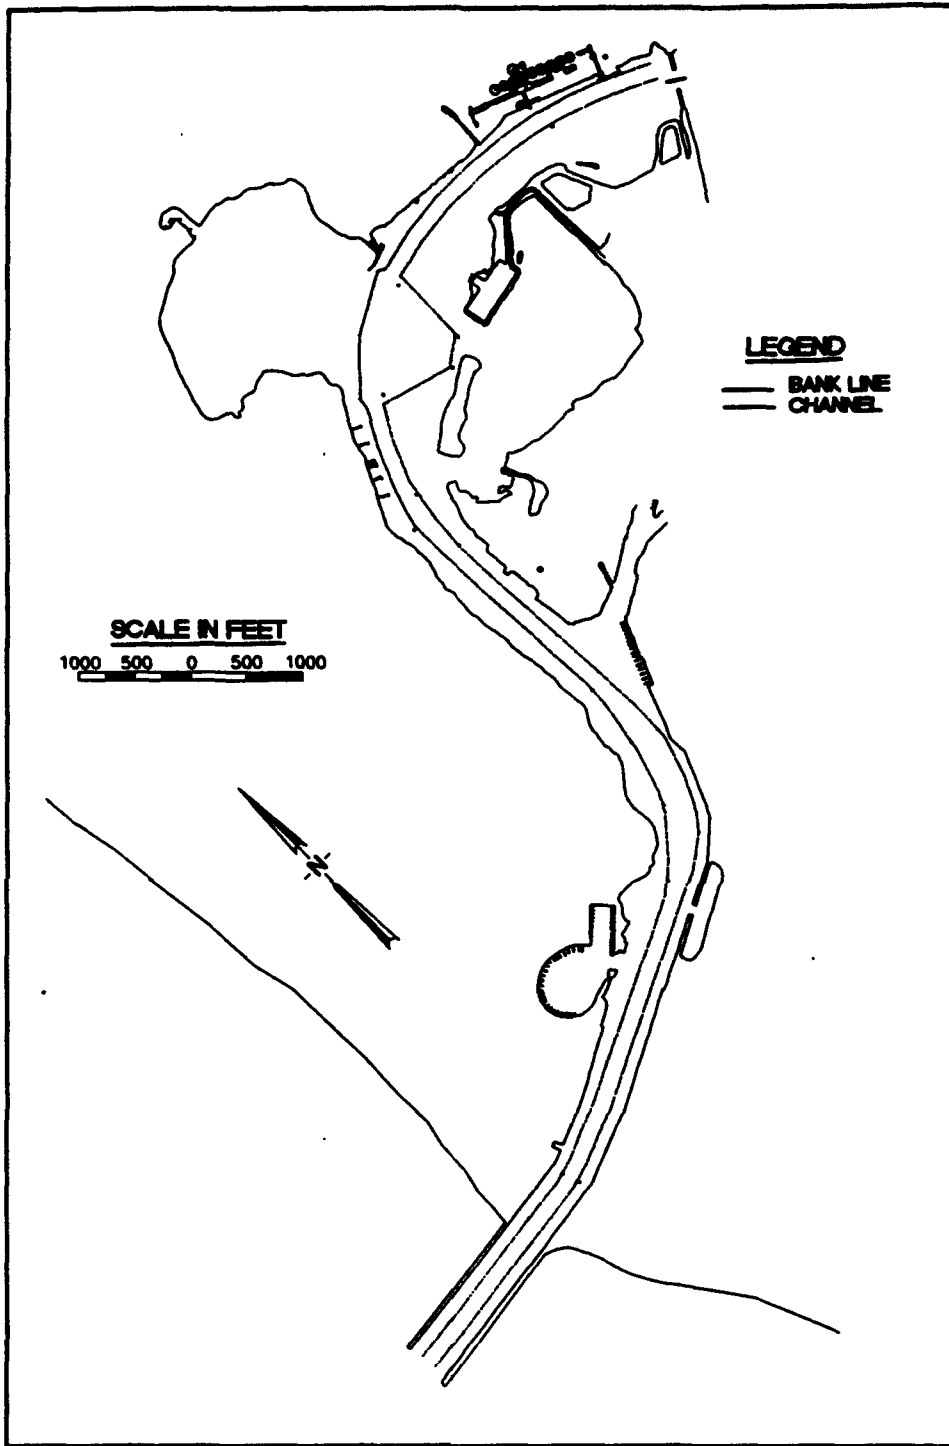 LEGEND
BANK LINE
CHANNEL
SCALE IN FEET
1000 500 0 500 1000
N